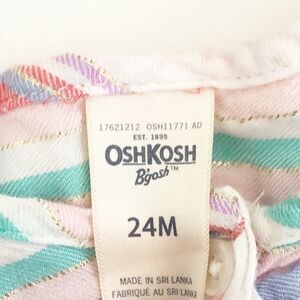 17621212 OSH11771 AD
EST. 1895
OSHKOSH
B'gosh
24M
MADE IN SRI LANKA
FABRIQUÉ AU SRI LANKA